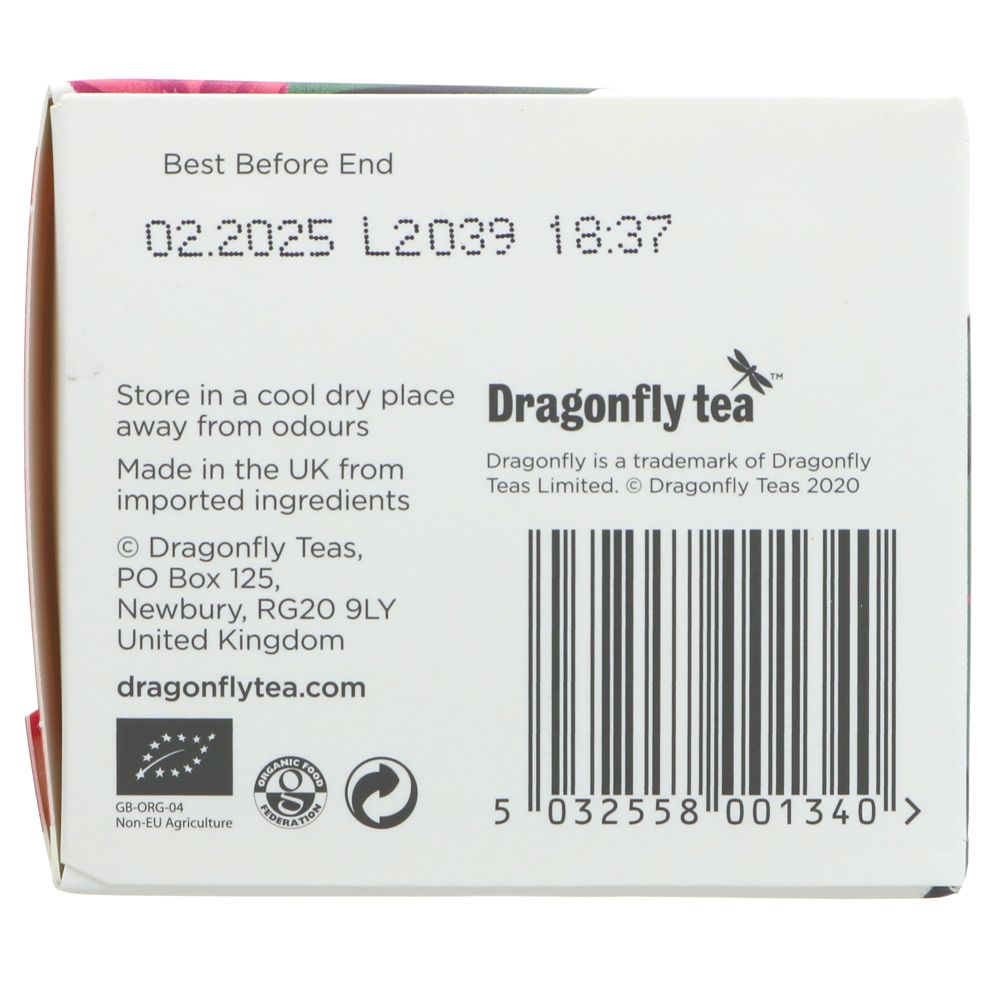 Best Before End
02.2025 L2039 18:37
Store in a cool dry place
away from odours
Made in the UK from
imported ingredients
© Dragonfly Teas,
PO Box 125,
Newbury, RG20 9LY
United Kingdom
dragonflytea.com
GB-ORG-04
Non-EU Agriculture
ORGANIC FOOD
FEDERATION
Dragonfly tea™
Dragonfly is a trademark of Dragonfly
Teas Limited. © Dragonfly Teas 2020
5 032558 001340 >